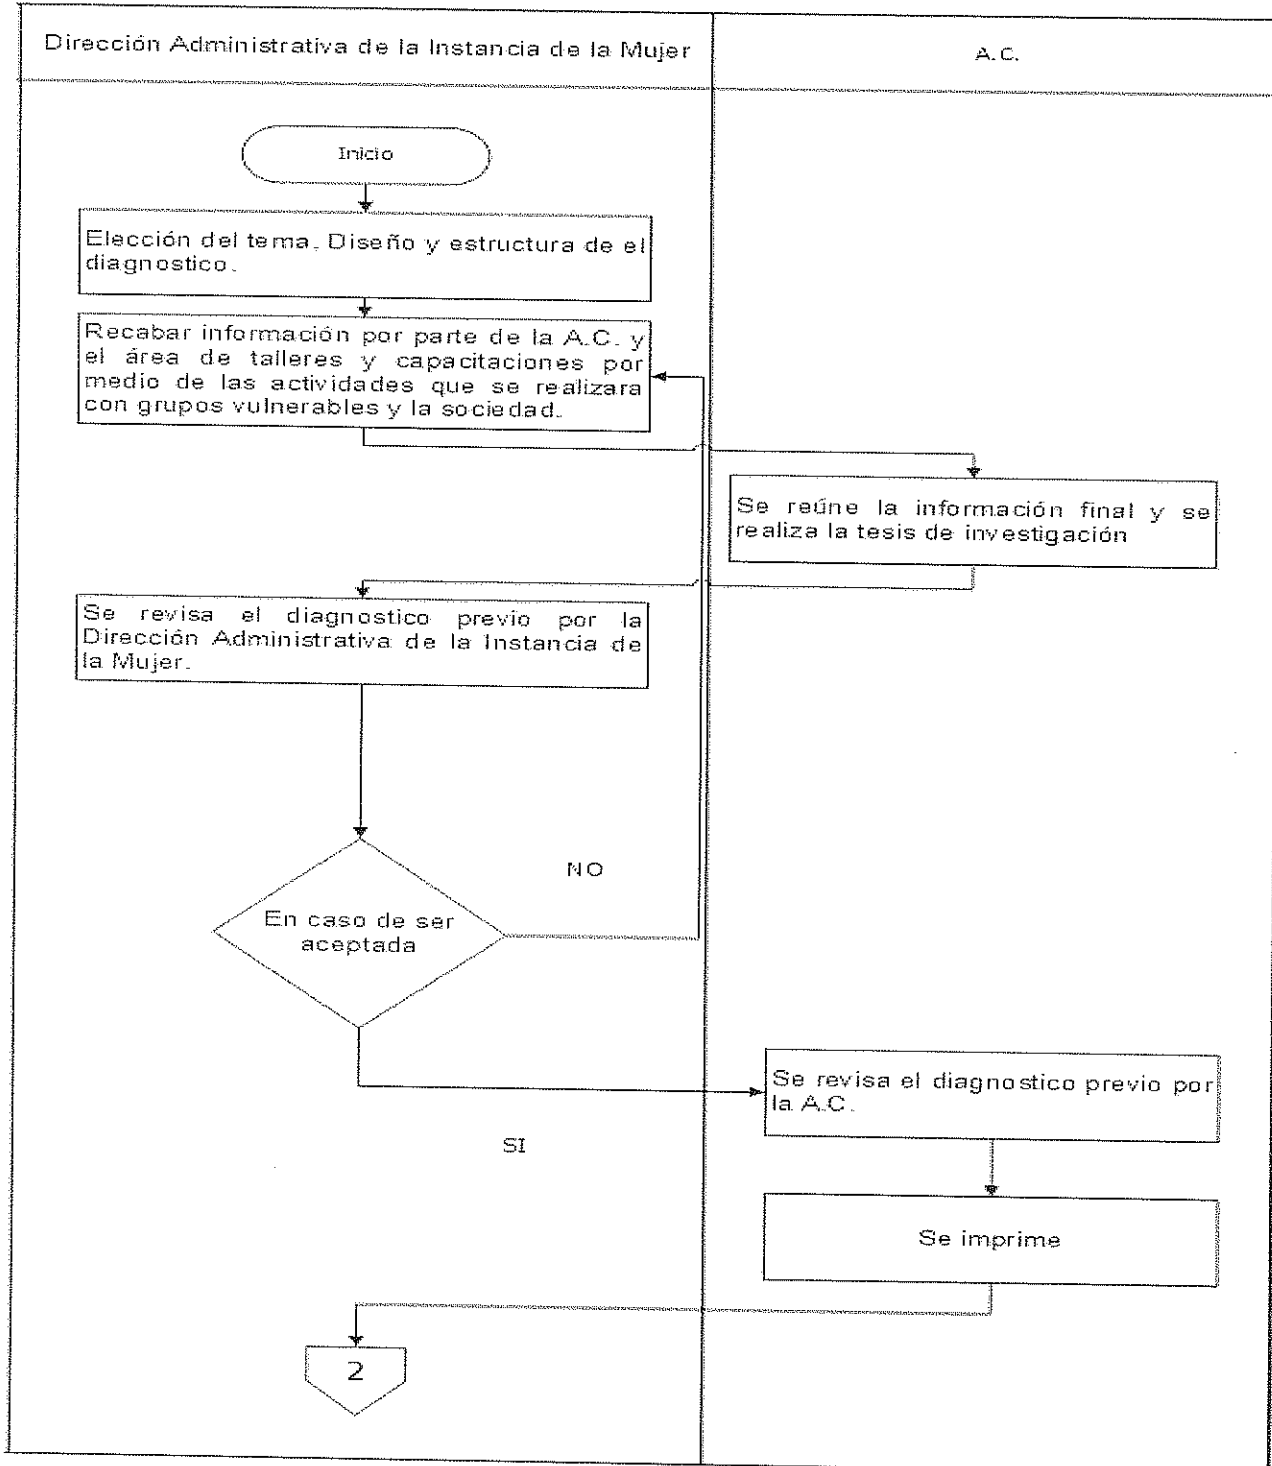 Dirección Administrativa de la Instancia de la Mujer
A.C.
Inicio
Elección del tema. Diseño y estructura de el
diagnostico.
Recabar información por parte de la A.C. y
el área de talleres y capacitaciones por
medio de las actividades que se realizara
con grupos vulnerables y la sociedad.
Se reúne la información final y se
realiza la tesis de investigación
Se revisa el diagnostico previo por la
Dirección Administrativa de la Instancia de
la Mujer.
NO
En caso de ser
aceptada
Se revisa el diagnostico previo por
la A.C.
SI
Se imprime
2